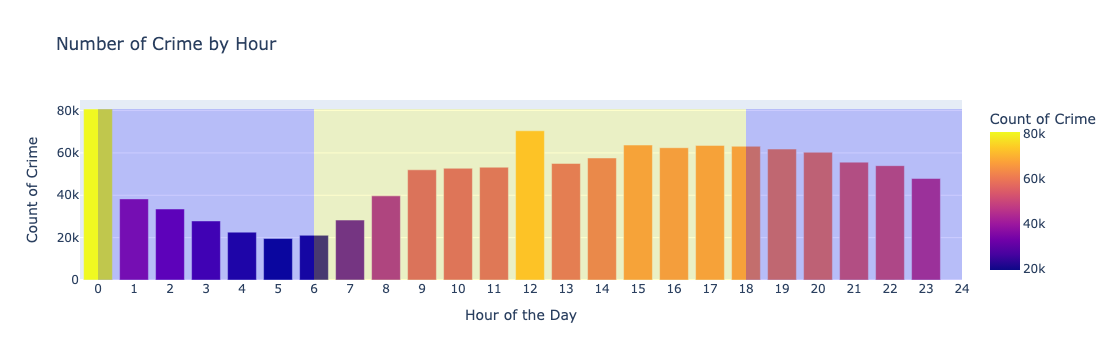 Number of Crime by Hour
Count of Crime
80k
60k
40k
20k
0
0 1 2 3 4 5 6 7 8 9 10 11 12 13 14 15 16 17 18 19 20 21 22 23 24
Hour of the Day
Count of Crime
80k
60k
40k
20k